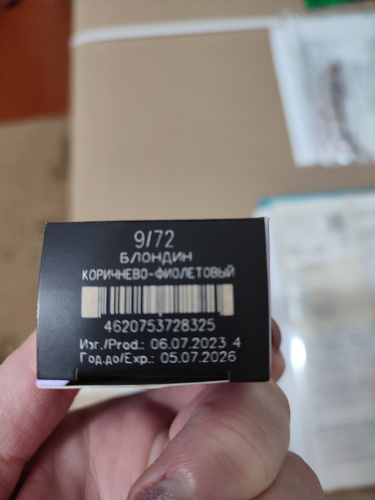 9/72
БЛОНДИН
КОРИЧНЕВО-ФИОЛЕТОВЫЙ
4620753728325
Изг./Prod.: 06.07.2023 4
Год.до/Exp.: 05.07.2026